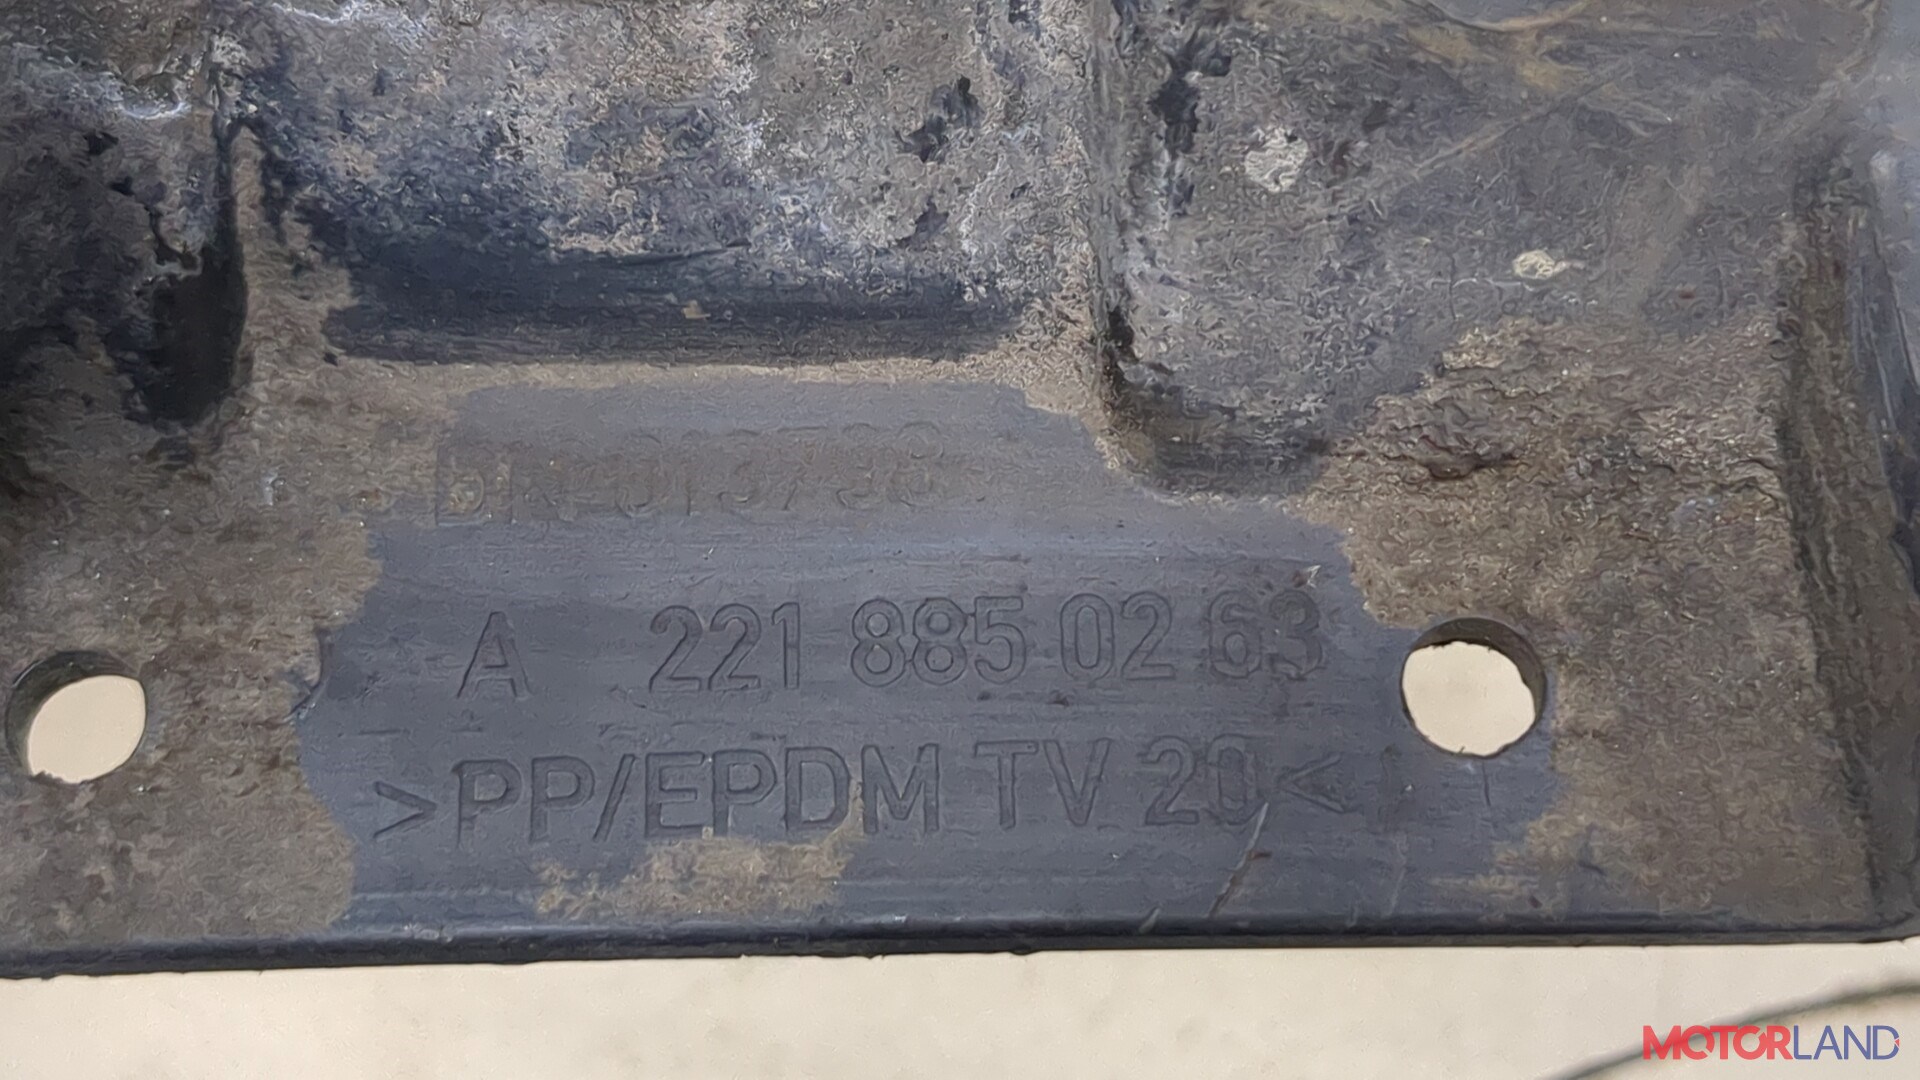 A 221 885 02 63
>PP/EPDM TV 20<
MOTORLAND